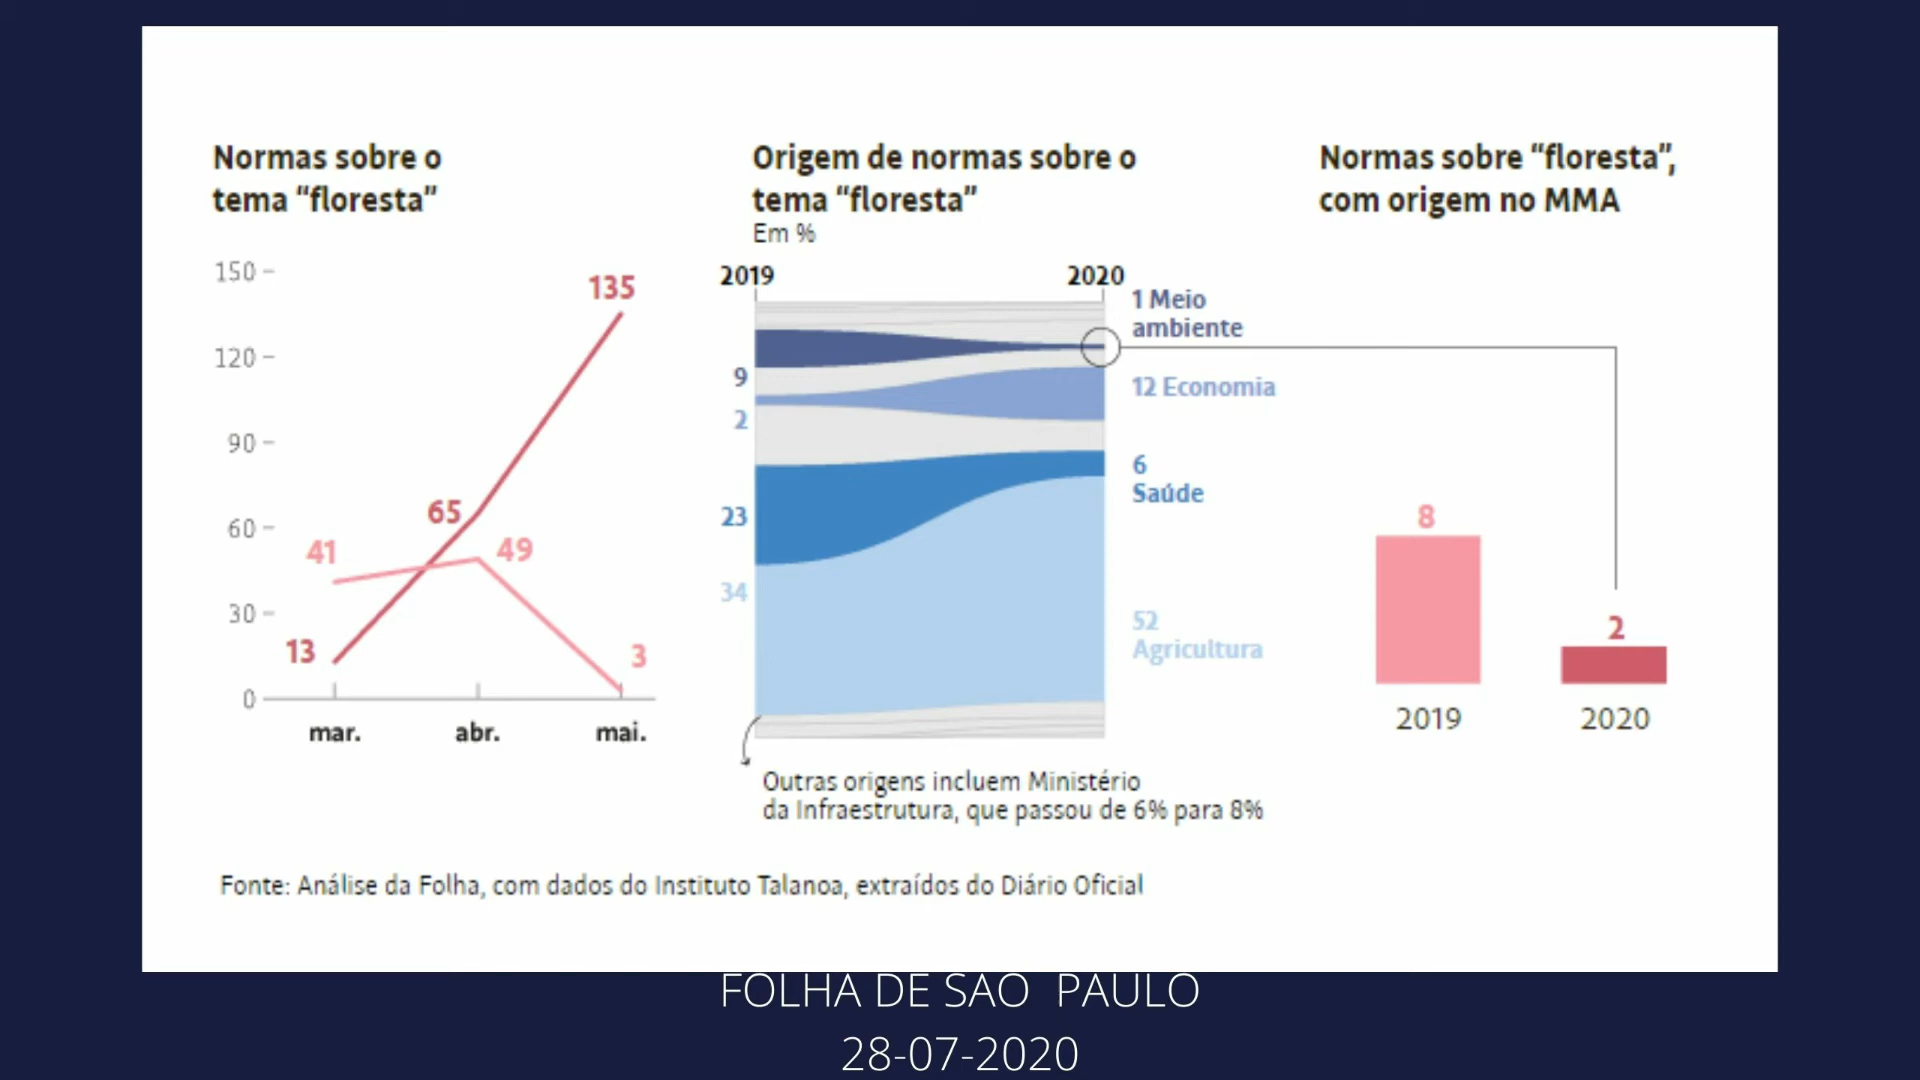 Normas sobre o
tema “floresta”
150
120
90
60
30
0
135
65
41
49
13
3
mar.
abr.
mai.
Origem de normas sobre o
tema “floresta”
Em %
2019
2020
1 Meio
ambiente
9
12 Economia
2
6
Saúde
23
34
52
Agricultura
Outras origens incluem Ministério
da Infraestrutura, que passou de 6% para 8%
Normas sobre “floresta”,
com origem no MMA
8
2
2019
2020
Fonte: Análise da Folha, com dados do Instituto Talanoa, extraídos do Diário Oficial
FOLHA DE SAO PAULO
28-07-2020